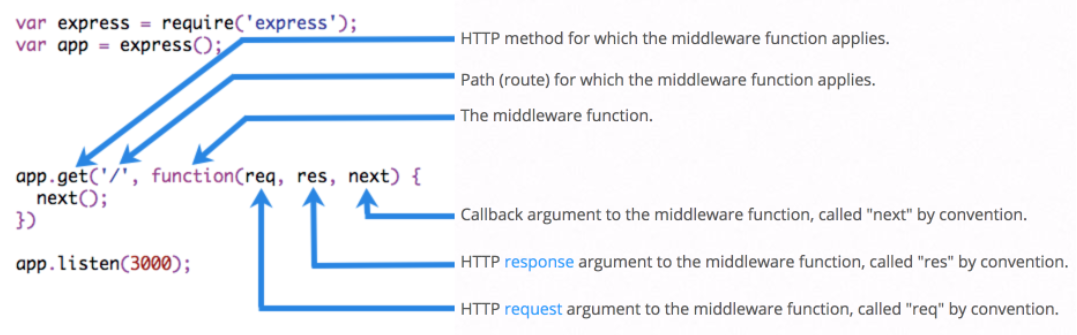 var express = require('express');
var app = express();
HTTP method for which the middleware function applies.
Path (route) for which the middleware function applies.
The middleware function.
app.get('/', function(req, res, next) {
next();
})
Callback argument to the middleware function, called "next" by convention.
app.listen(3000);
HTTP response argument to the middleware function, called "res" by convention.
HTTP request argument to the middleware function, called "req" by convention.